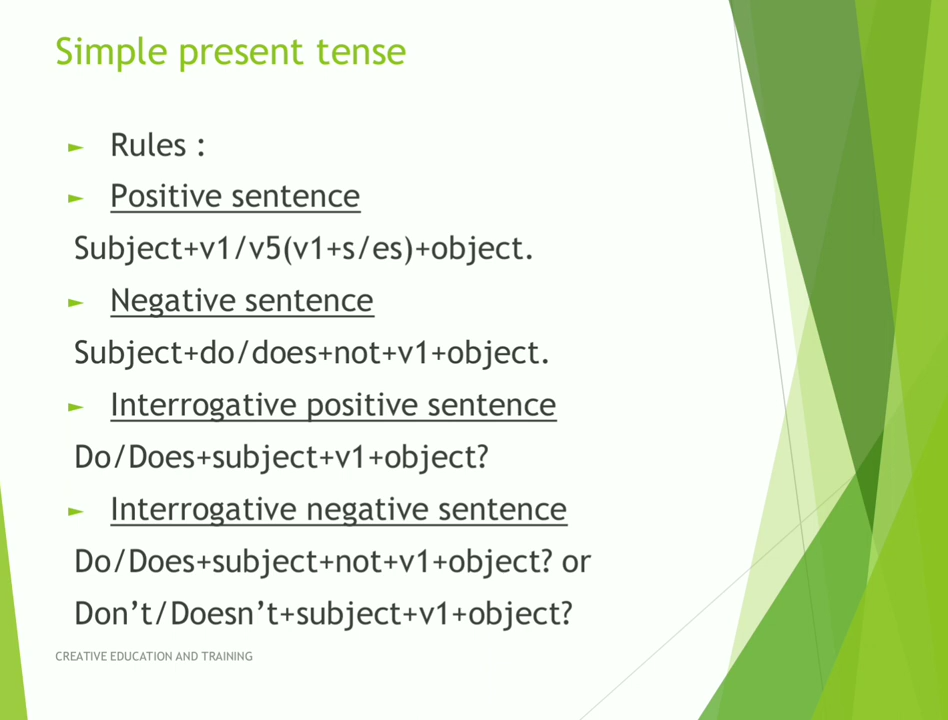 Simple present tense
► Rules :
► Positive sentence
Subject+v1/v5(v1+s/es)+object.
► Negative sentence
Subject+do/does+not+v1+object.
► Interrogative positive sentence
Do/Does+subject+v1+object?
► Interrogative negative sentence
Do/Does+subject+not+v1+object? or
Don’t/Doesn’t+subject+v1+object?
CREATIVE EDUCATION AND TRAINING